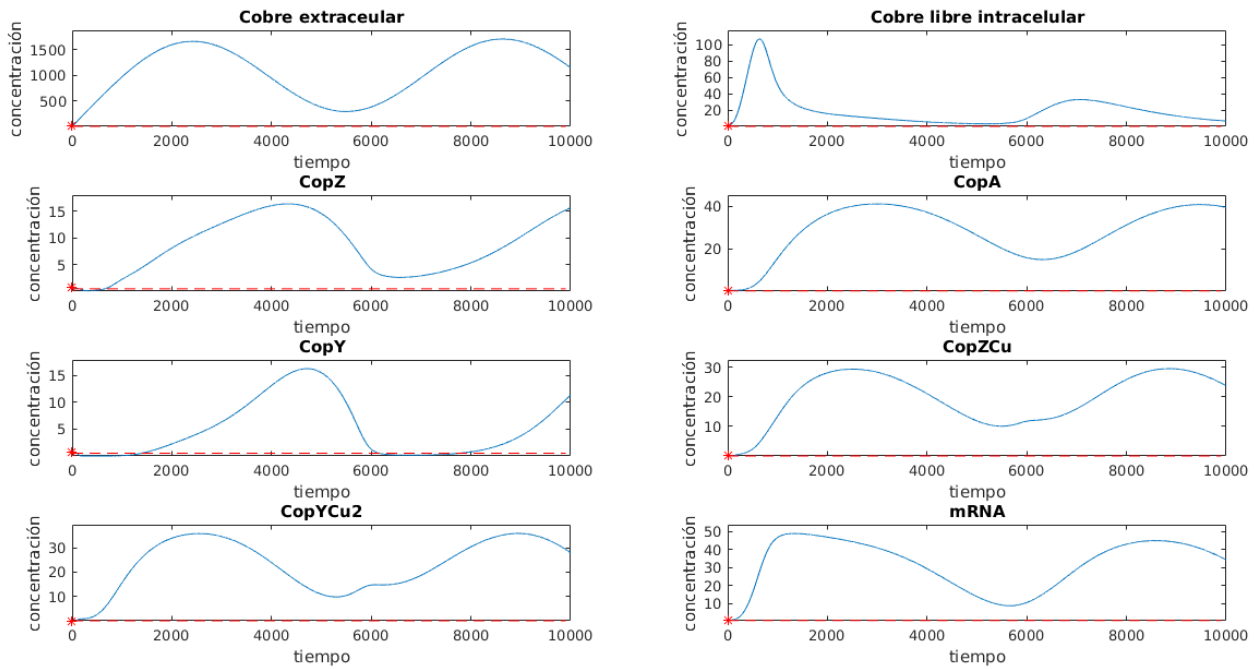 Cobre extraceular
concentración
1500
1000
500
0 2000 4000 6000 8000 10000
tiempo
Cobre libre intracelular
concentración
100
80
60
40
20
0 2000 4000 6000 8000 10000
tiempo
CopZ
concentración
15
10
5
0 2000 4000 6000 8000 10000
tiempo
CopA
concentración
40
20
0 2000 4000 6000 8000 10000
tiempo
CopY
concentración
15
10
5
0 2000 4000 6000 8000 10000
tiempo
CopZCu
concentración
30
20
10
0 2000 4000 6000 8000 10000
tiempo
CopYCu2
concentración
30
20
10
0 2000 4000 6000 8000 10000
tiempo
mRNA
concentración
50
40
30
20
10
0 2000 4000 6000 8000 10000
tiempo